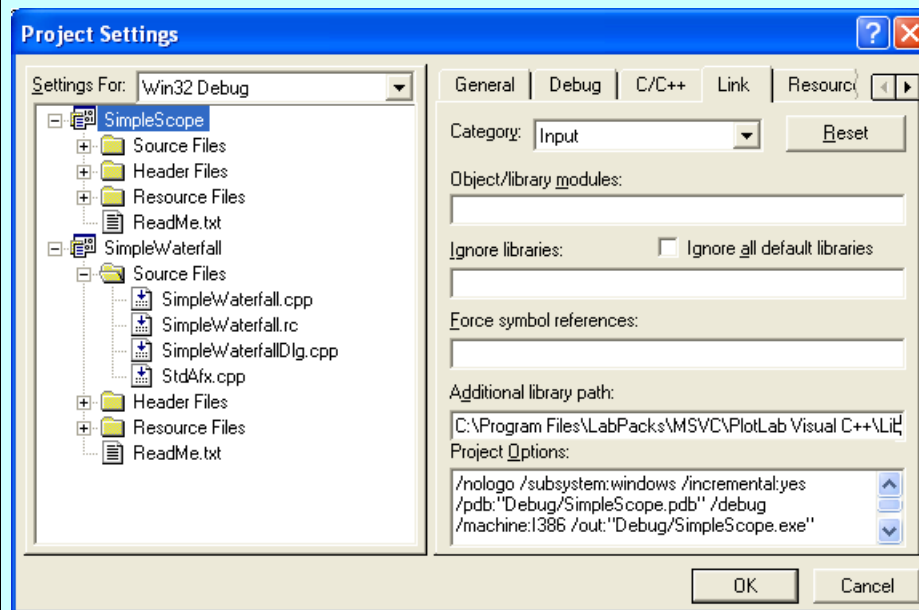 Project Settings
Settings For: Win32 Debug
SimpleScope
Source Files
Header Files
Resource Files
ReadMe.txt
SimpleWaterfall
Source Files
SimpleWaterfall.cpp
SimpleWaterfall.rc
SimpleWaterfallDlg.cpp
StdAfx.cpp
Header Files
Resource Files
ReadMe.txt
General Debug C/C++ Link
Category: Input Reset
Object/library modules:
Ignore libraries: Ignore all default libraries
Force symbol references:
Additional library path:
C:\Program Files\LabPacks\MSVC\PlotLab Visual C++\Lib
Project Options:
/nologo /subsystem:windows /incremental:yes
/pdb:"Debug/SimpleScope.pdb" /debug
/machine:I386 /out:"Debug/SimpleScope.exe"
OK Cancel